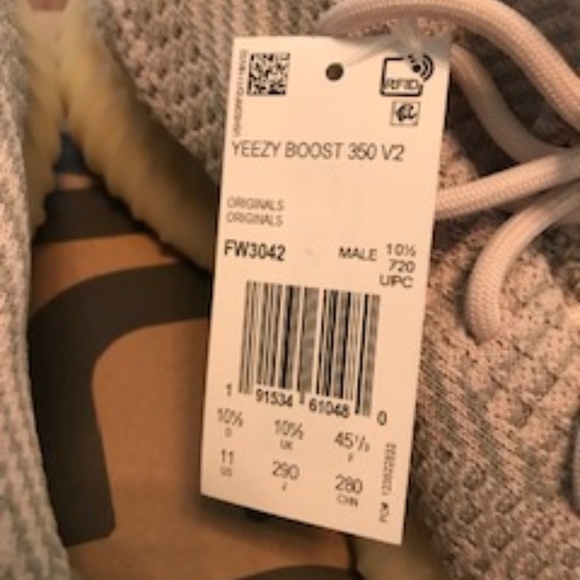 RFID
YEEZY BOOST 350 V2
ORIGINALS
ORIGINALS
FW3042 MALE 10½
720
UPC
1 91534 61048 0
10½ 10½ 45⅓
D UK F
11 290 280
US J CHN